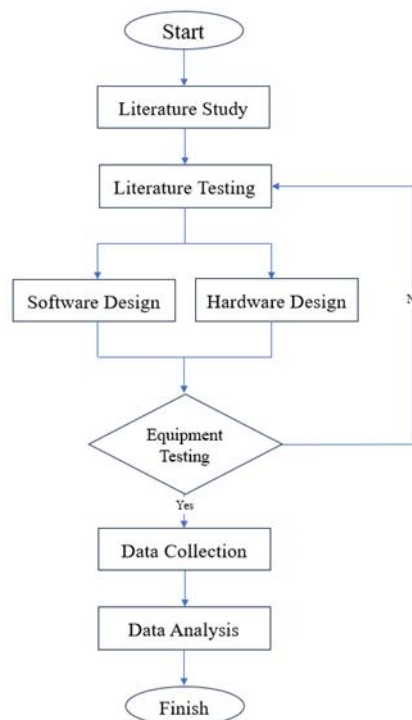 Start
Literature Study
Literature Testing
Software Design
Hardware Design
N
Equipment
Testing
Yes
Data Collection
Data Analysis
Finish